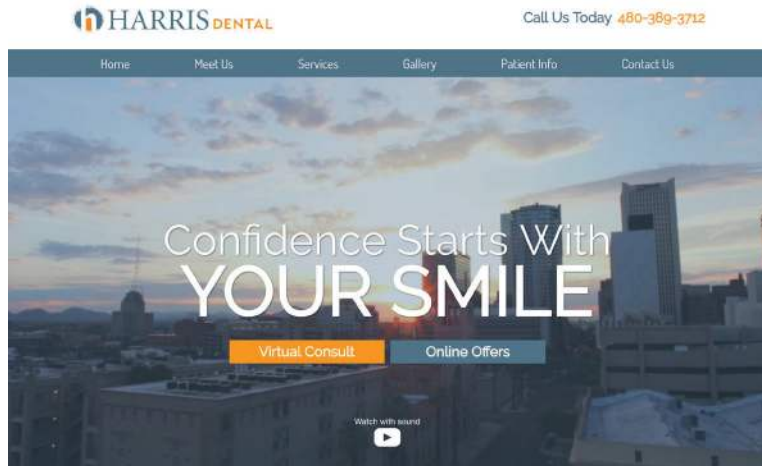 HARRIS DENTAL
Call Us Today 480-389-3712
Home Meet Us Services Gallery Patient Info Contact Us
Confidence Starts With
YOUR SMILE
Virtual Consult Online Offers
Watch with sound